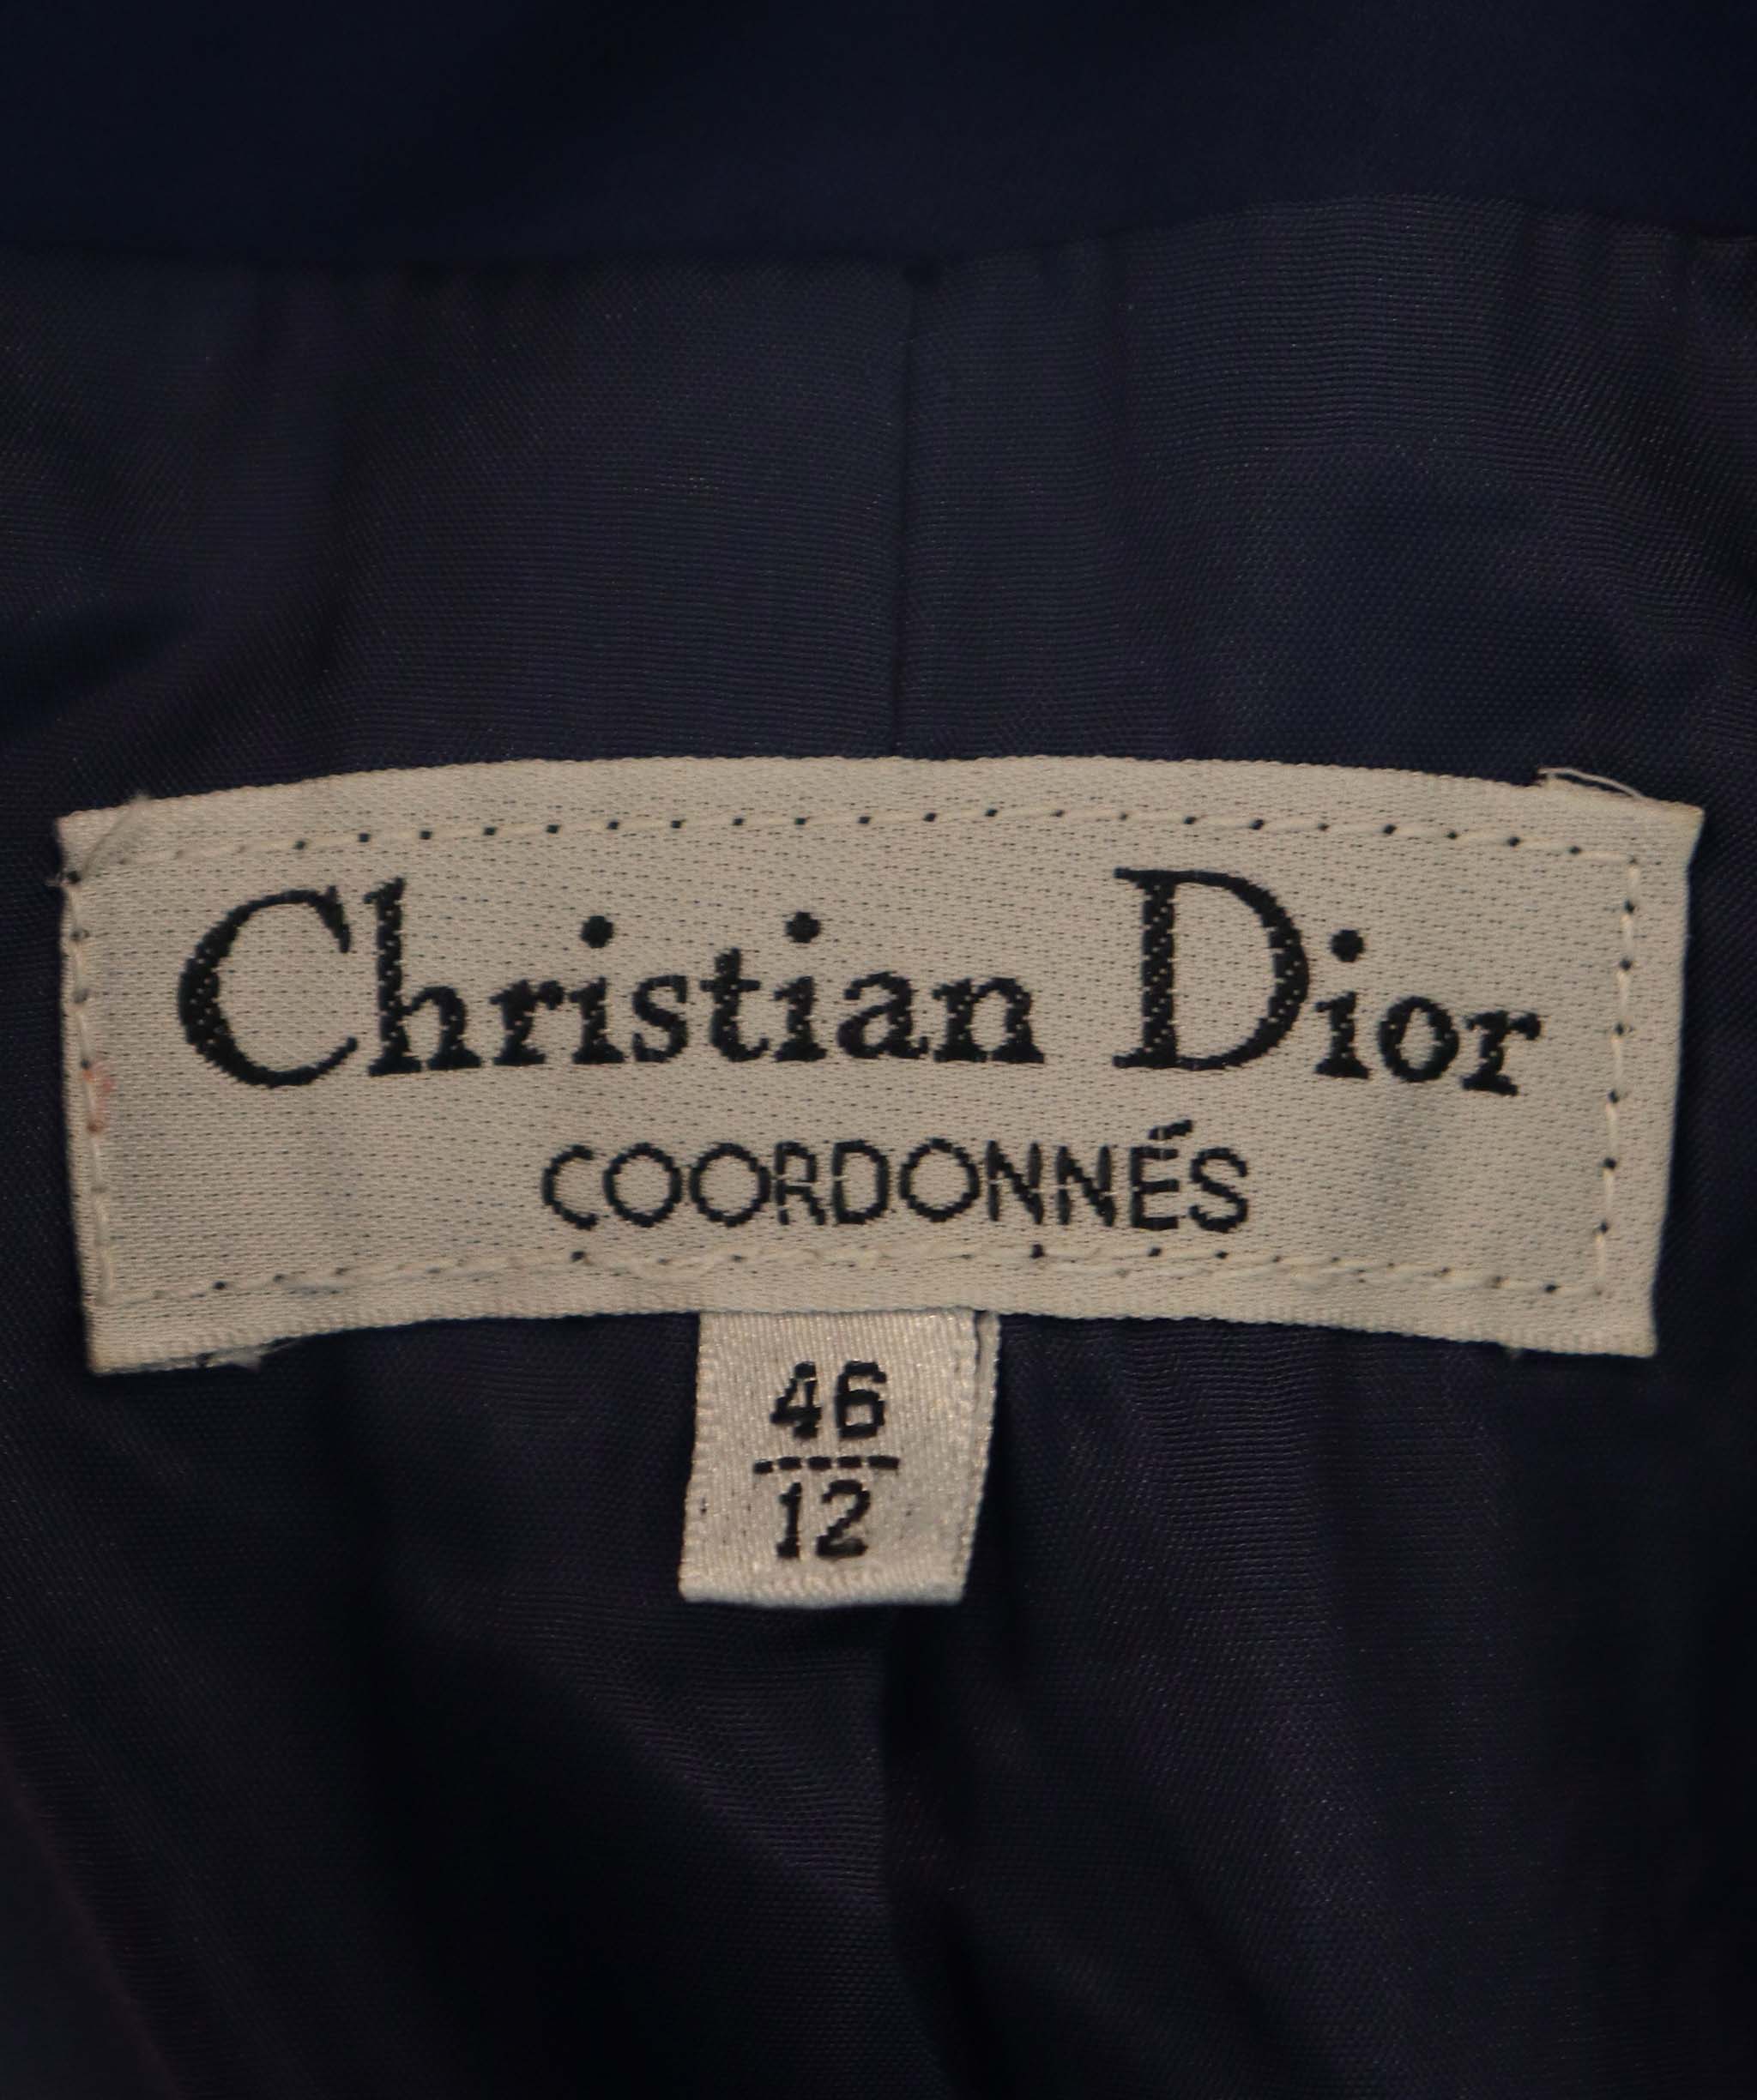 Christian Dior
COORDONNÉS
46
12